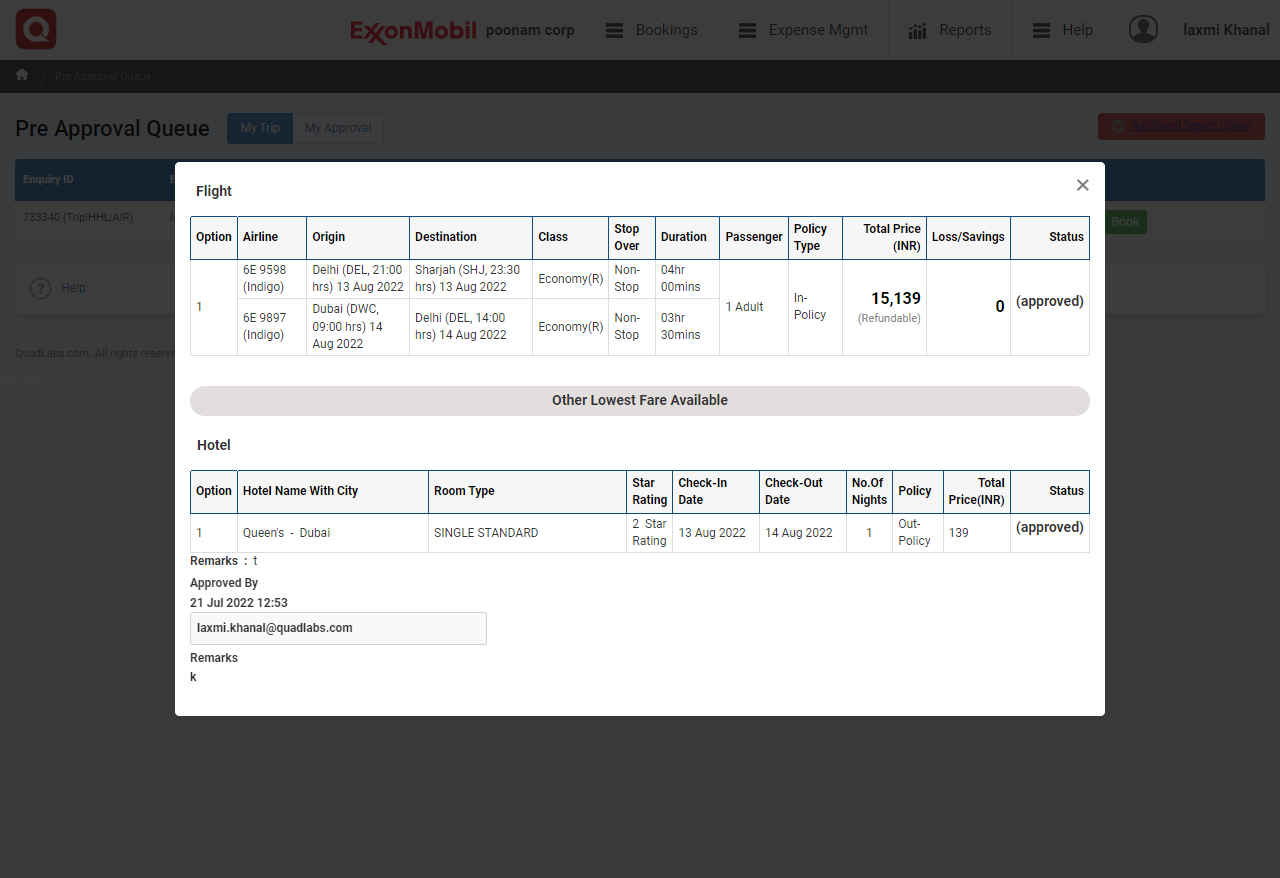 ExxonMobil poonam corp Bookings Expense Mgmt Reports Help laxmi Khanal
Pre Approval Queue
Pre Approval Queue My Trip My Approval Additional Search Option
Enquiry ID
733340 (Trip|HHL|AIR) Book
Help
QuadLabs.com. All rights reserve
Flight ×
Option Airline Origin Destination Class Stop Over Duration Passenger Policy Type Total Price (INR) Loss/Savings Status
1 6E 9598 (Indigo) Delhi (DEL, 21:00 hrs) 13 Aug 2022 Sharjah (SHJ, 23:30 hrs) 13 Aug 2022 Economy(R) Non-Stop 04hr 00mins 1 Adult In-Policy 15,139 (Refundable) 0 (approved)
6E 9897 (Indigo) Dubai (DWC, 09:00 hrs) 14 Aug 2022 Delhi (DEL, 14:00 hrs) 14 Aug 2022 Economy(R) Non-Stop 03hr 30mins
Other Lowest Fare Available
Hotel
Option Hotel Name With City Room Type Star Rating Check-In Date Check-Out Date No.Of Nights Policy Total Price(INR) Status
1 Queen's - Dubai SINGLE STANDARD 2 Star Rating 13 Aug 2022 14 Aug 2022 1 Out-Policy 139 (approved)
Remarks : t
Approved By
21 Jul 2022 12:53
laxmi.khanal@quadlabs.com
Remarks
k